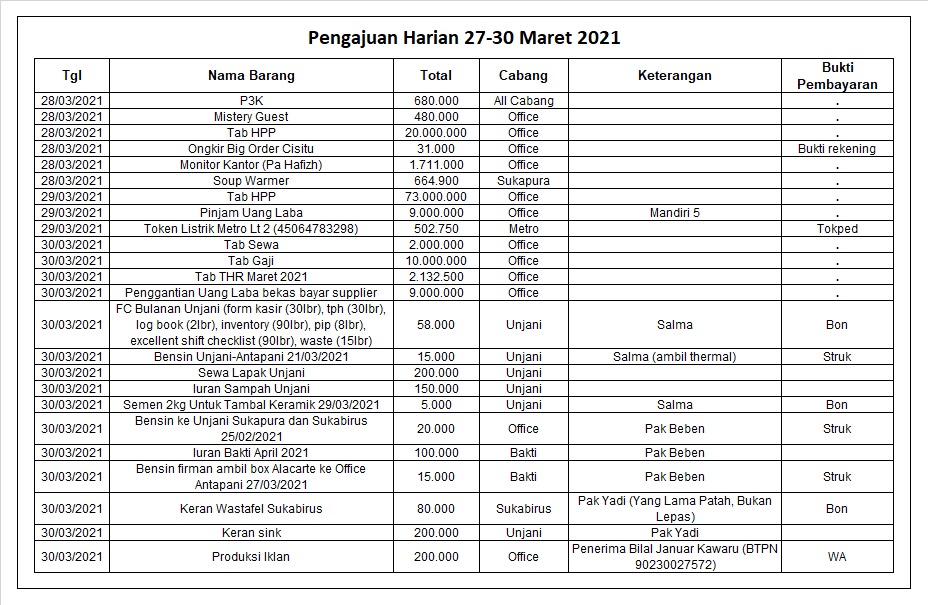 Pengajuan Harian 27-30 Maret 2021
Tgl Nama Barang Total Cabang Keterangan Bukti Pembayaran
28/03/2021 P3K 680.000 All Cabang .
28/03/2021 Mistery Guest 480.000 Office .
28/03/2021 Tab HPP 20.000.000 Office .
28/03/2021 Ongkir Big Order Cisitu 31.000 Office Bukti rekening
28/03/2021 Monitor Kantor (Pa Hafizh) 1.711.000 Office .
28/03/2021 Soup Warmer 664.900 Sukapura .
29/03/2021 Tab HPP 73.000.000 Office .
29/03/2021 Pinjam Uang Laba 9.000.000 Office Mandiri 5 .
29/03/2021 Token Listrik Metro Lt 2 (45064783298) 502.750 Metro Tokped
30/03/2021 Tab Sewa 2.000.000 Office .
30/03/2021 Tab Gaji 10.000.000 Office .
30/03/2021 Tab THR Maret 2021 2.132.500 Office .
30/03/2021 Penggantian Uang Laba bekas bayar supplier 9.000.000 Office .
FC Bulanan Unjani (form kasir (30lbr), tph (30lbr),
30/03/2021 log book (2lbr), inventory (90lbr), pip (8lbr), 58.000 Unjani Salma Bon
excellent shift checklist (90lbr), waste (15lbr)
30/03/2021 Bensin Unjani-Antapani 21/03/2021 15.000 Unjani Salma (ambil thermal) Struk
30/03/2021 Sewa Lapak Unjani 200.000 Unjani
30/03/2021 Iuran Sampah Unjani 150.000 Unjani
30/03/2021 Semen 2kg Untuk Tambal Keramik 29/03/2021 5.000 Unjani Salma Bon
30/03/2021 Bensin ke Unjani Sukapura dan Sukabirus 20.000 Office Pak Beben Struk
25/02/2021
30/03/2021 Iuran Bakti April 2021 100.000 Bakti Pak Beben
30/03/2021 Bensin firman ambil box Alacarte ke Office 15.000 Bakti Pak Beben Struk
Antapani 27/03/2021
30/03/2021 Keran Wastafel Sukabirus 80.000 Sukabirus Pak Yadi (Yang Lama Patah, Bukan Bon
Lepas)
30/03/2021 Keran sink 200.000 Unjani Pak Yadi
30/03/2021 Produksi Iklan 200.000 Office Penerima Bilal Januar Kawaru (BTPN WA
90230027572)